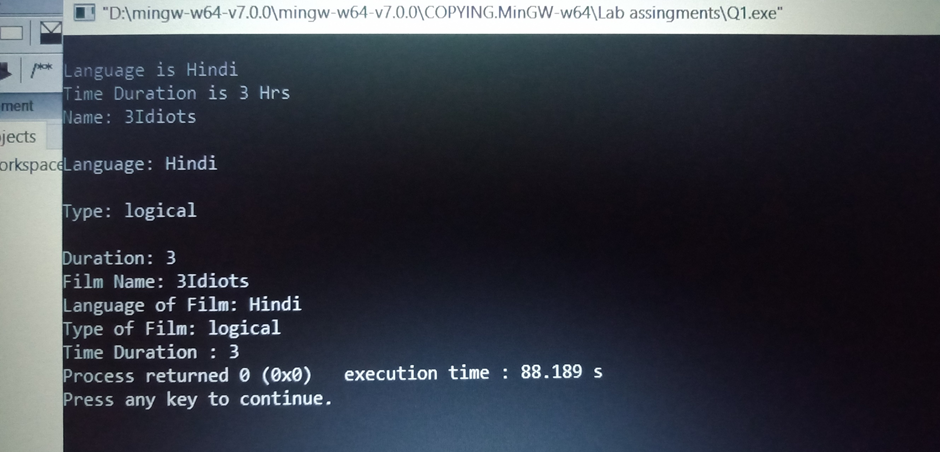 "D:\mingw-w64-v7.0.0\mingw-w64-v7.0.0\COPYING.MinGW-w64\Lab assingments\Q1.exe"
/**
ment
jects
orkspace
Language is Hindi
Time Duration is 3 Hrs
Name: 3Idiots
Language: Hindi
Type: logical
Duration: 3
Film Name: 3Idiots
Language of Film: Hindi
Type of Film: logical
Time Duration : 3
Process returned 0 (0x0)   execution time : 88.189 s
Press any key to continue.